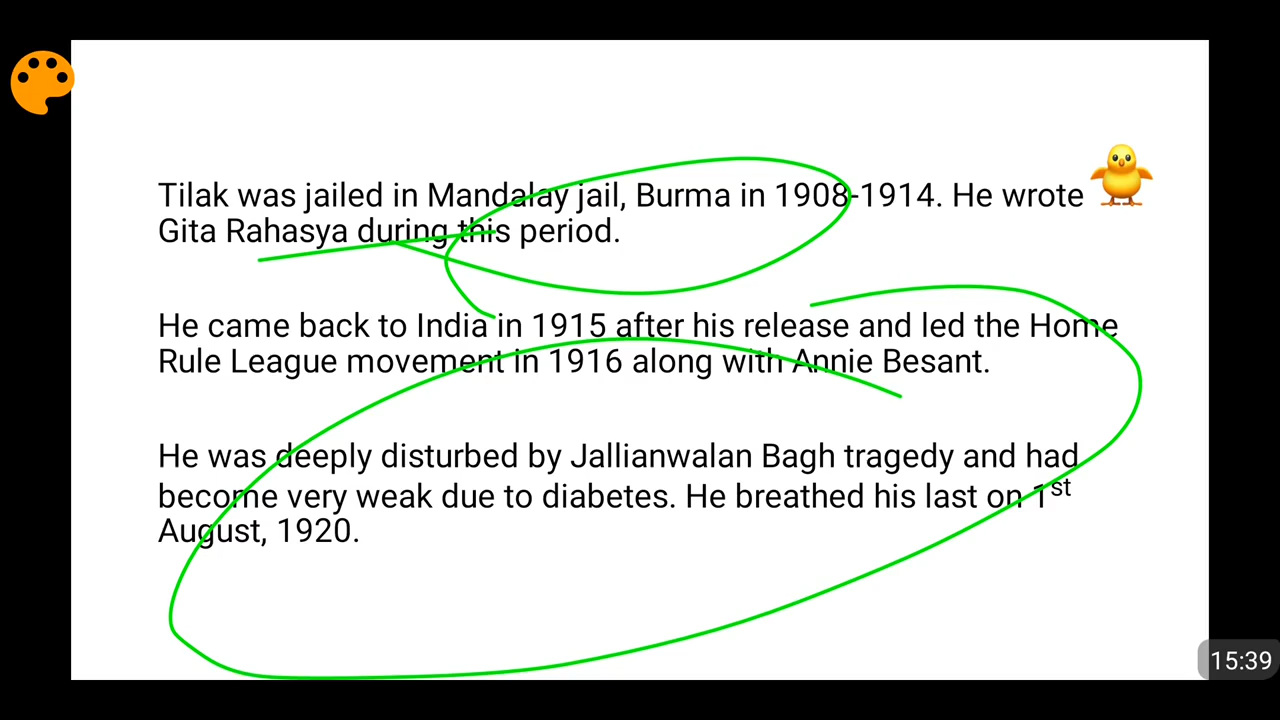 Tilak was jailed in Mandalay jail, Burma in 1908-1914. He wrote
Gita Rahasya during this period.
He came back to India in 1915 after his release and led the Home
Rule League movement in 1916 along with Annie Besant.
He was deeply disturbed by Jallianwalan Bagh tragedy and had
become very weak due to diabetes. He breathed his last on 1st
August, 1920.
15:39